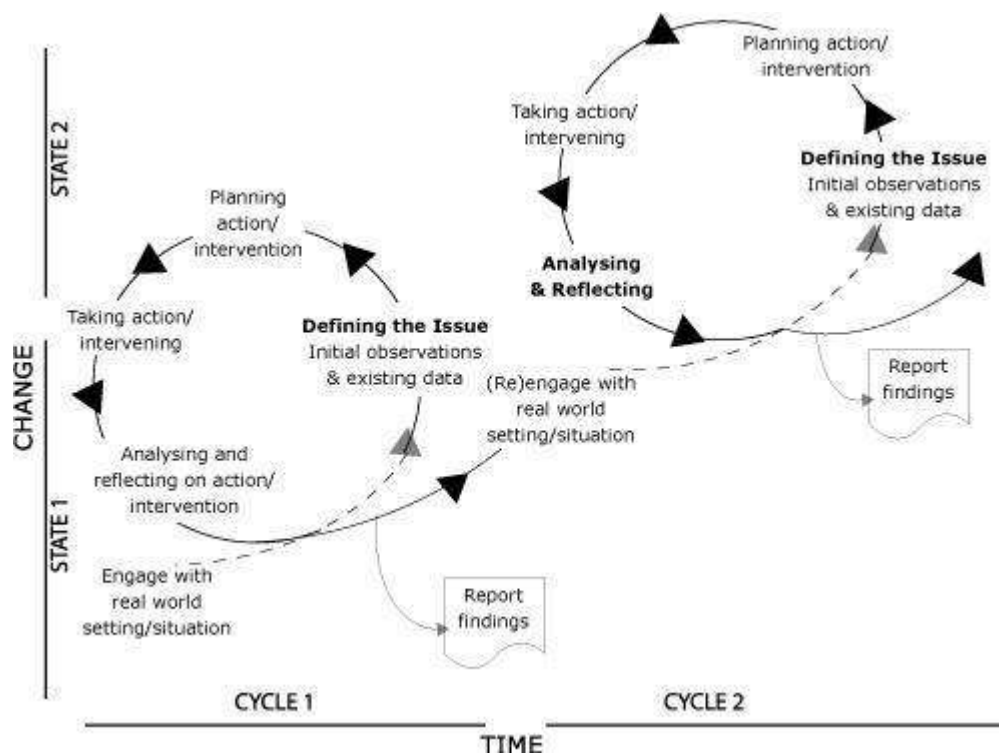 Planning action/
intervention
Taking action/
intervening
Defining the Issue
Initial observations
& existing data
Analysing
& Reflecting
Report
findings
STATE 2
Planning
action/
intervention
Taking action/
intervening
Defining the Issue
Initial observations
& existing data
(Re)engage with
real world
setting/situation
CHANGE
Analysing and
reflecting on action/
intervention
STATE 1
Engage with
real world
setting/situation
Report
findings
CYCLE 1
CYCLE 2
TIME